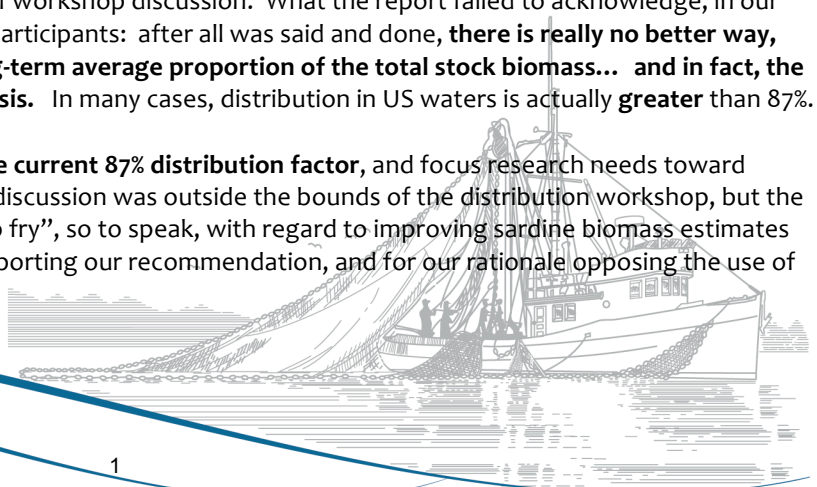 workshop discussion. What the report failed to acknowledge, in our
articipants: after all was said and done, there is really no better way,
g-term average proportion of the total stock biomass… and in fact, the
sis. In many cases, distribution in US waters is actually greater than 87%.
e current 87% distribution factor, and focus research needs toward
discussion was outside the bounds of the distribution workshop, but the
o fry”, so to speak, with regard to improving sardine biomass estimates
porting our recommendation, and for our rationale opposing the use of
1